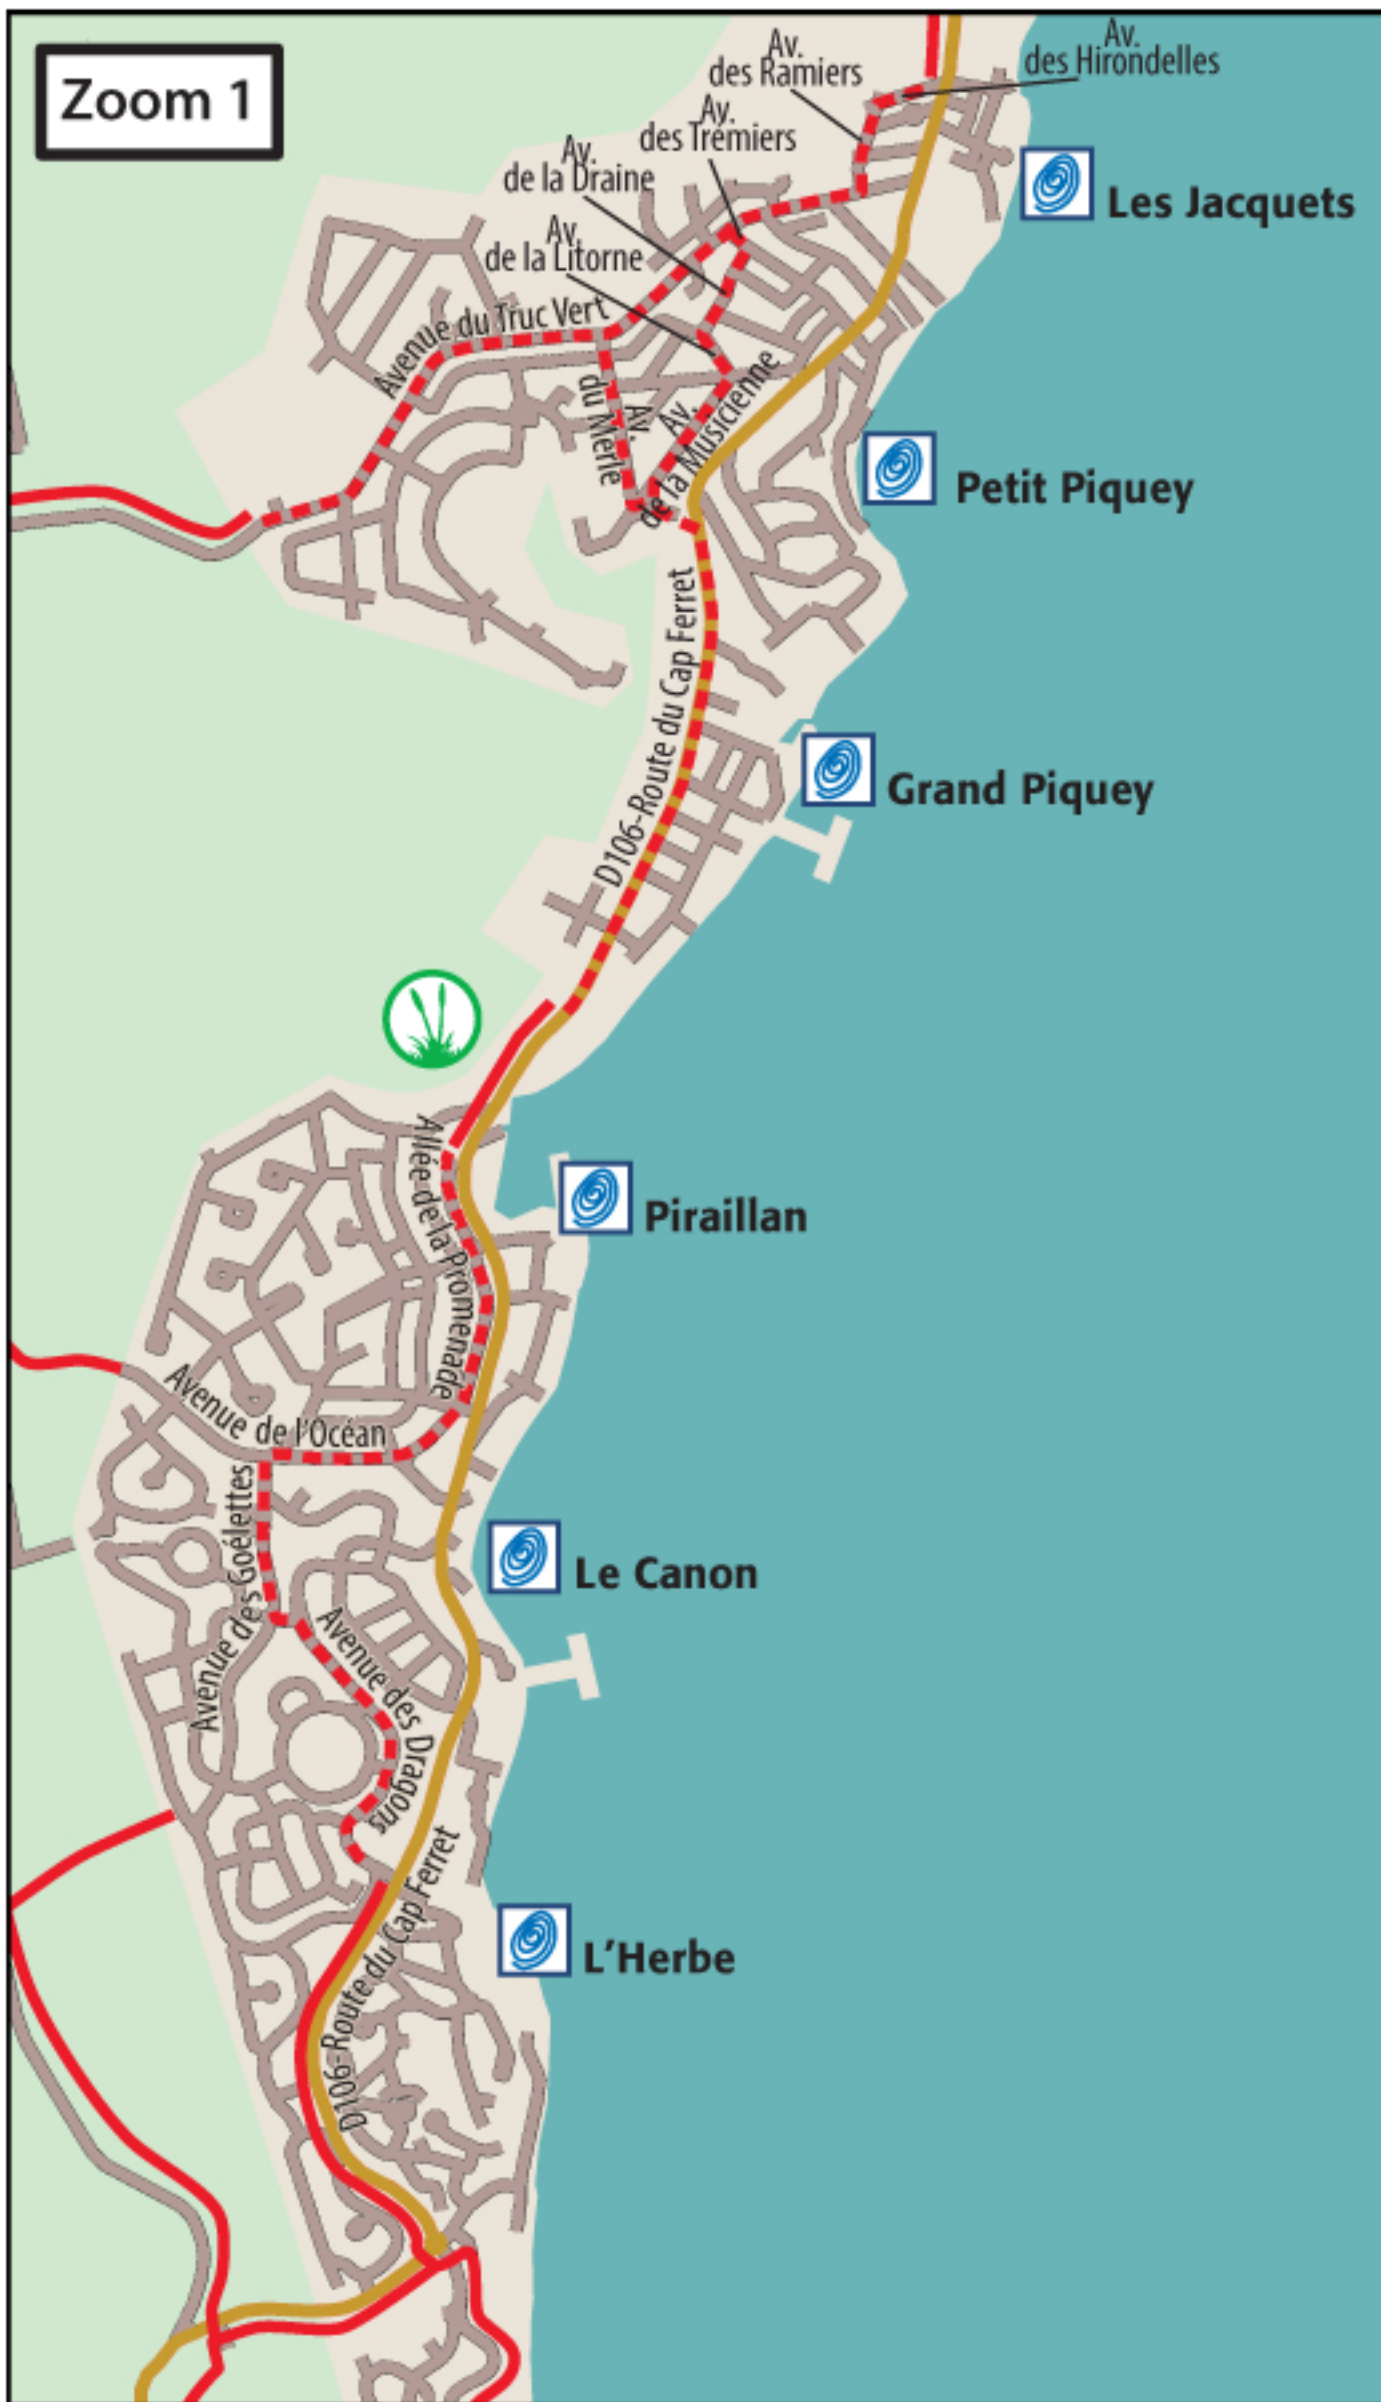 Zoom 1
Av.
des Hirondelles
Av.
des Ramiers
Av.
des Trémiers
Av.
de la Draine
Av.
de la Litorne
Les Jacquets
Avenue du Truc Vert
Av.
du Merle
Av.
de la Musicienne
Petit Piquey
D106-Route du Cap Ferret
Grand Piquey
Allée de la Promenade
Piraillan
Avenue de l'Océan
Avenue des Goélettes
Le Canon
Avenue des Dragons
D106-Route du Cap Ferret
L'Herbe